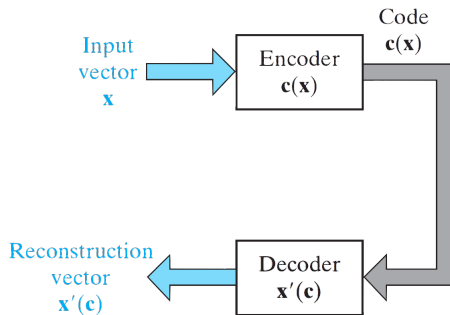 Input
vector
x
Encoder
c(x)
Code
c(x)
Reconstruction
vector
x′(c)
Decoder
x′(c)